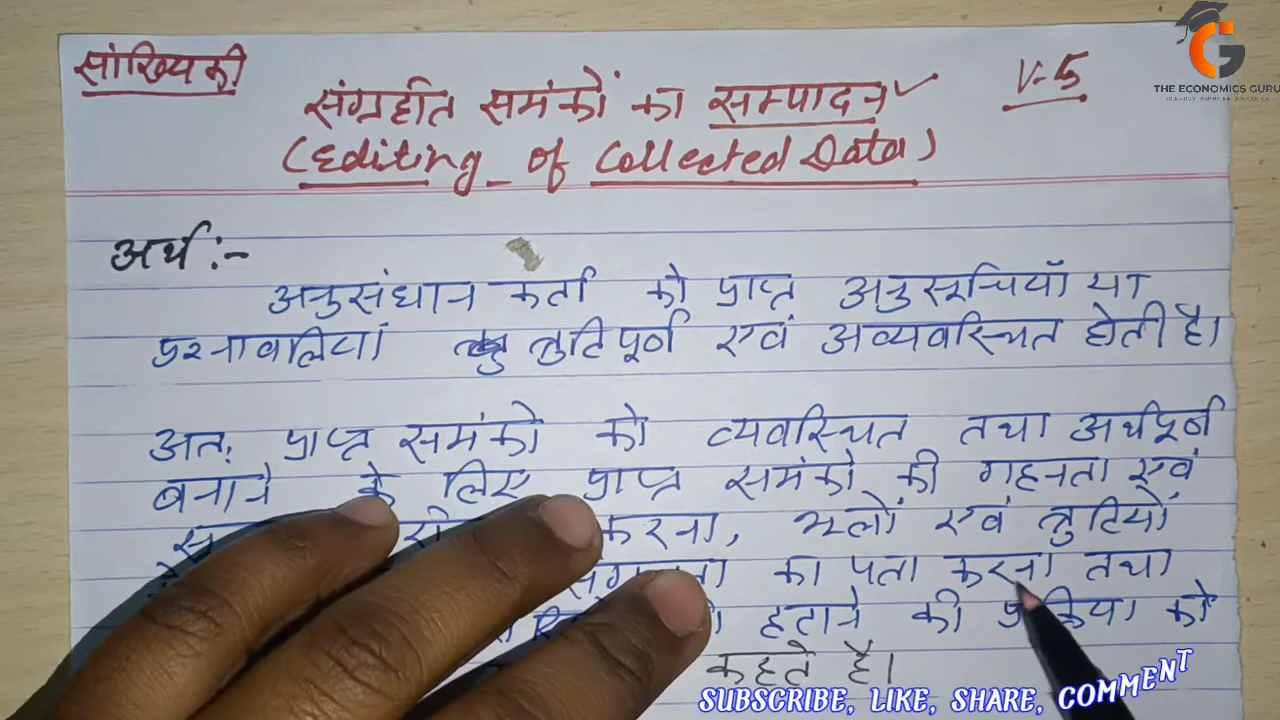 सांख्यिकी
संग्रहीत समंकों का सम्पादन
V-5
(Editing of Collected Data)
THE ECONOMICS GURU
अर्थ :-
अनुसंधान कर्ता को प्राप्त अनुसूचियाँ या
प्रश्नावलियां त्रुटिपूर्ण एवं अव्यवस्थित होती है।
अतः प्राप्त समंको को व्यवस्थित तथा अर्थपूर्ण
बनाने के लिए प्राप्त समंको की गहनता एवं
करना, भूलों एवं त्रुटियों
का पता करना तथा
हटाने की प्रक्रिया को
कहते है।
SUBSCRIBE, LIKE, SHARE, COMMENT